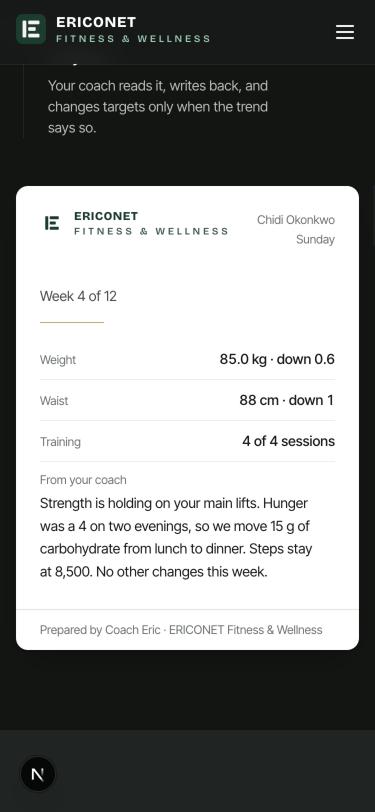 ERICONET
FITNESS & WELLNESS
Your coach reads it, writes back, and
changes targets only when the trend
says so.
ERICONET
FITNESS & WELLNESS
Chidi Okonkwo
Sunday
Week 4 of 12
Weight
85.0 kg · down 0.6
Waist
88 cm · down 1
Training
4 of 4 sessions
From your coach
Strength is holding on your main lifts. Hunger
was a 4 on two evenings, so we move 15 g of
carbohydrate from lunch to dinner. Steps stay
at 8,500. No other changes this week.
Prepared by Coach Eric · ERICONET Fitness & Wellness
N